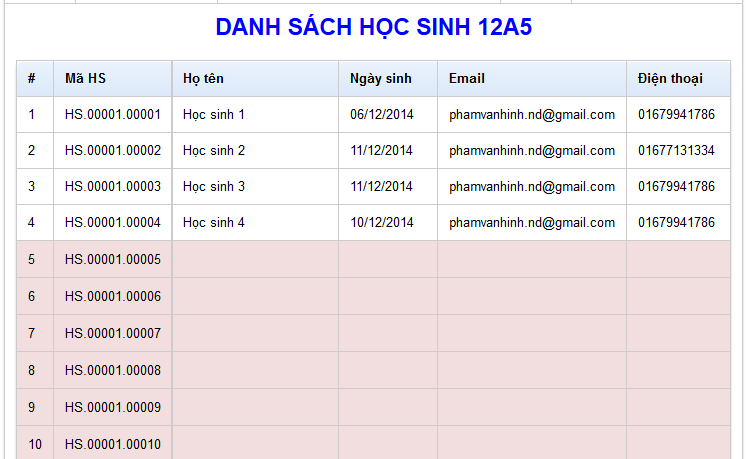 DANH SÁCH HỌC SINH 12A5
# Mã HS Họ tên Ngày sinh Email Điện thoại
1 HS.00001.00001 Học sinh 1 06/12/2014 phamvanhinh.nd@gmail.com 01679941786
2 HS.00001.00002 Học sinh 2 11/12/2014 phamvanhinh.nd@gmail.com 01677131334
3 HS.00001.00003 Học sinh 3 11/12/2014 phamvanhinh.nd@gmail.com 01679941786
4 HS.00001.00004 Học sinh 4 10/12/2014 phamvanhinh.nd@gmail.com 01679941786
5 HS.00001.00005
6 HS.00001.00006
7 HS.00001.00007
8 HS.00001.00008
9 HS.00001.00009
10 HS.00001.00010